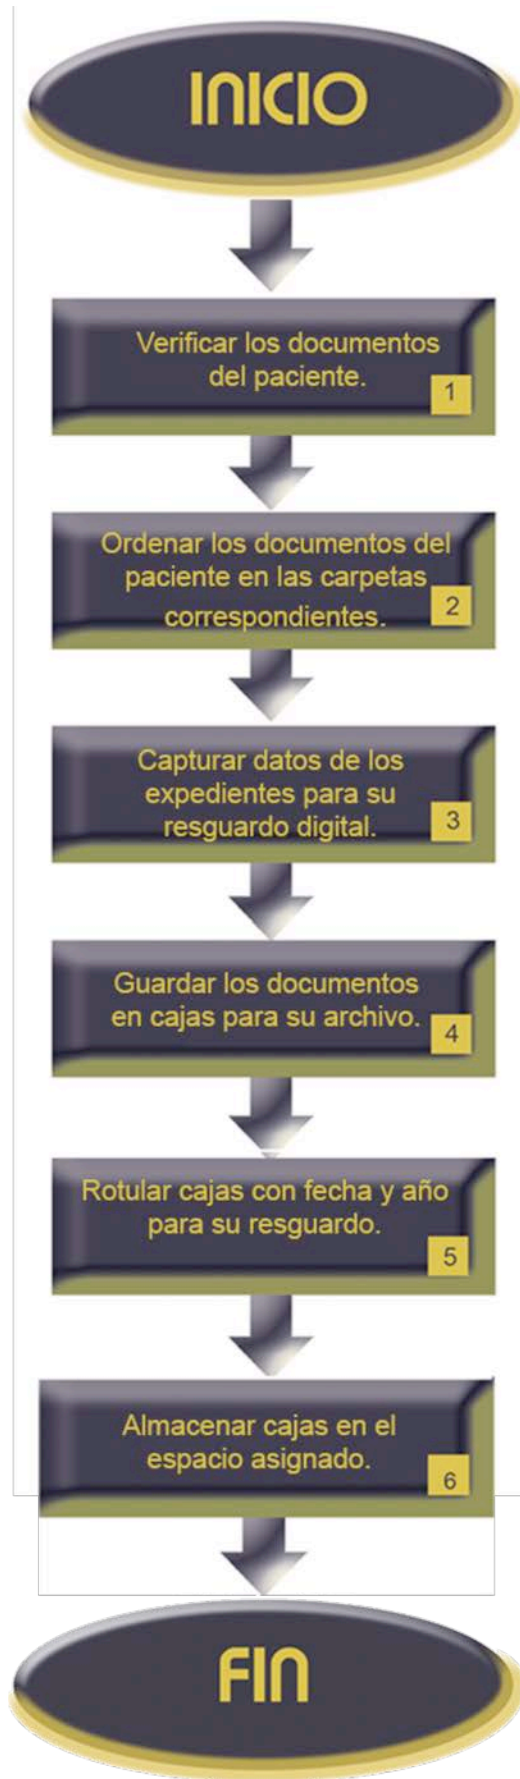 INICIO
Verificar los documentos
del paciente.
1
Ordenar los documentos del
paciente en las carpetas
correspondientes.
2
Capturar datos de los
expedientes para su
resguardo digital.
3
Guardar los documentos
en cajas para su archivo.
4
Rotular cajas con fecha y año
para su resguardo.
5
Almacenar cajas en el
espacio asignado.
6
FIN